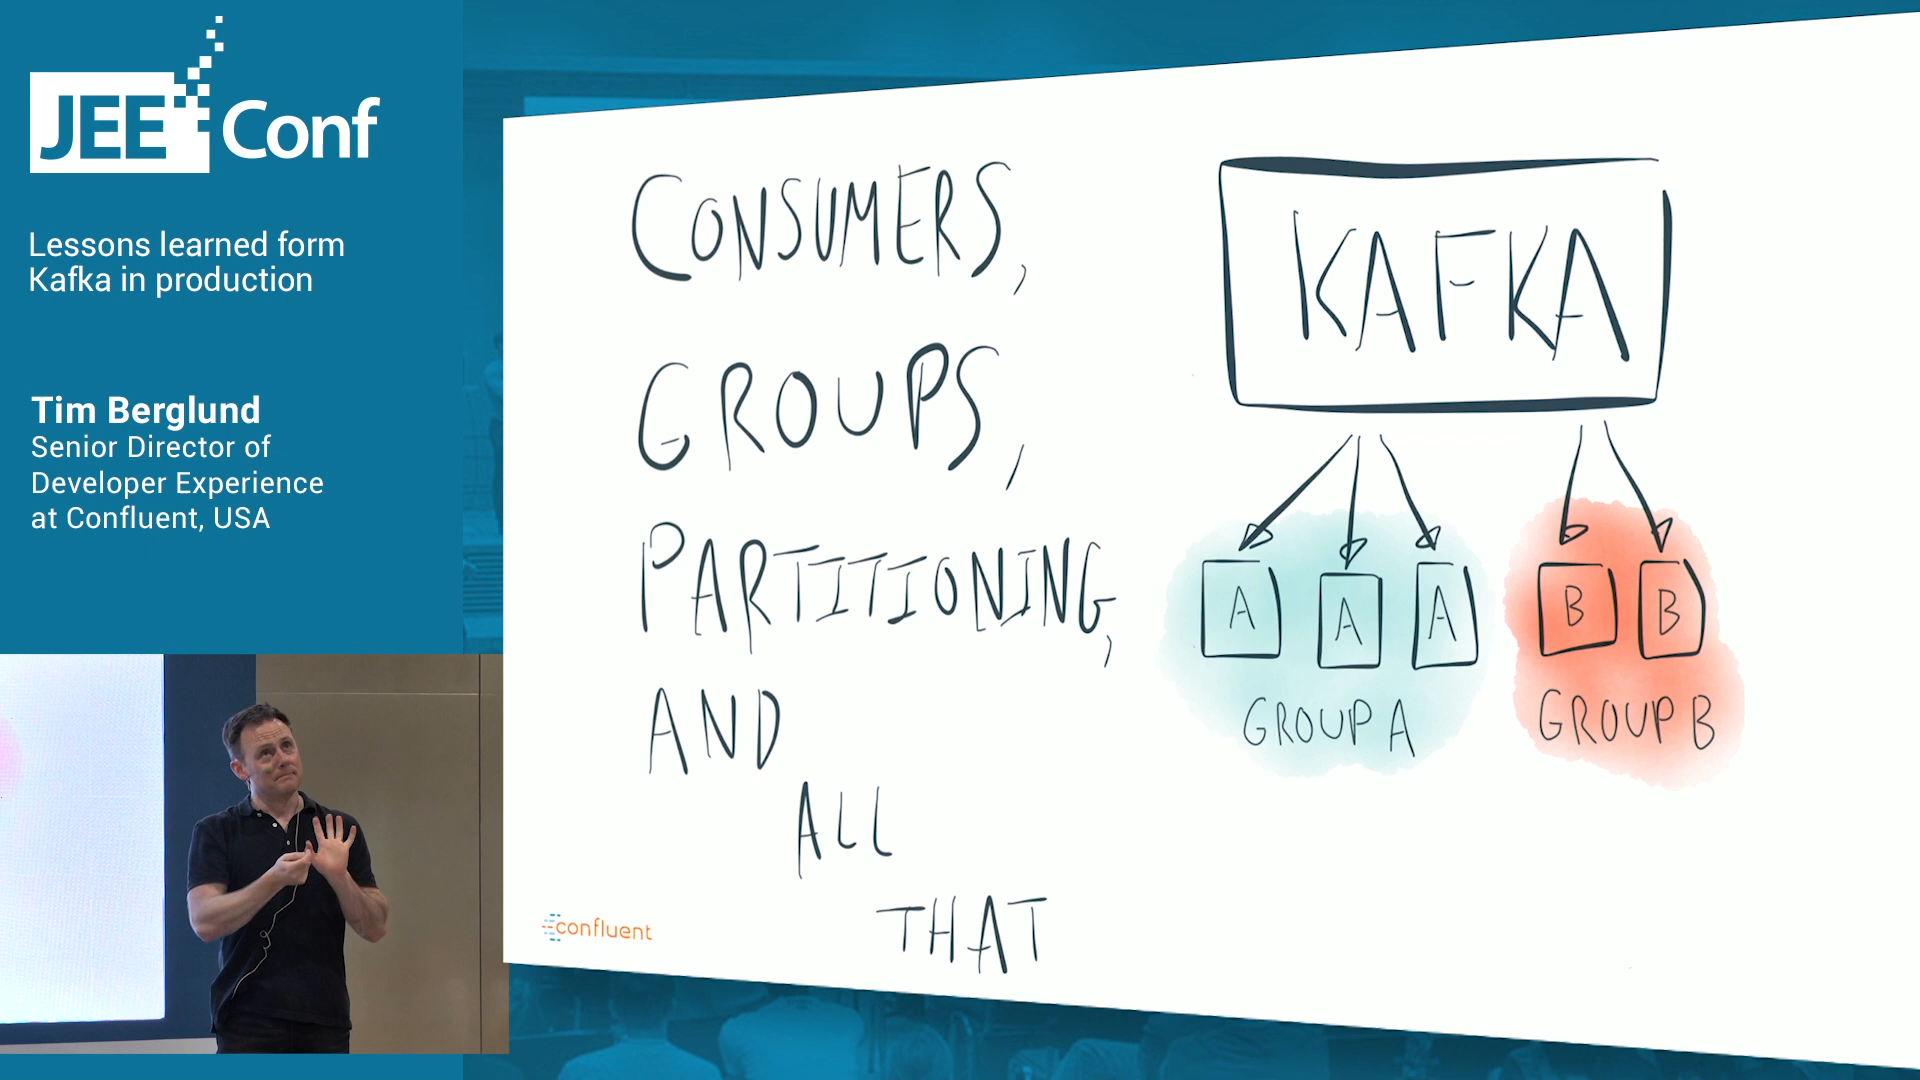 JEE Conf
Lessons learned form
Kafka in production
Tim Berglund
Senior Director of
Developer Experience
at Confluent, USA
CONSUMERS,
GROUPS,
PARTITIONING,
AND
ALL
THAT
confluent
KAFKA
A A A B B
GROUP A GROUP B